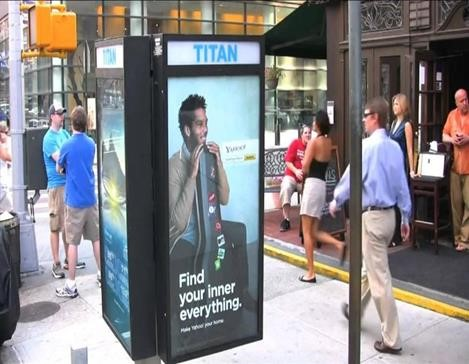 TITAN
TITAN
YAHOO!
Find
your inner
everything.
Make Yahoo! your home.